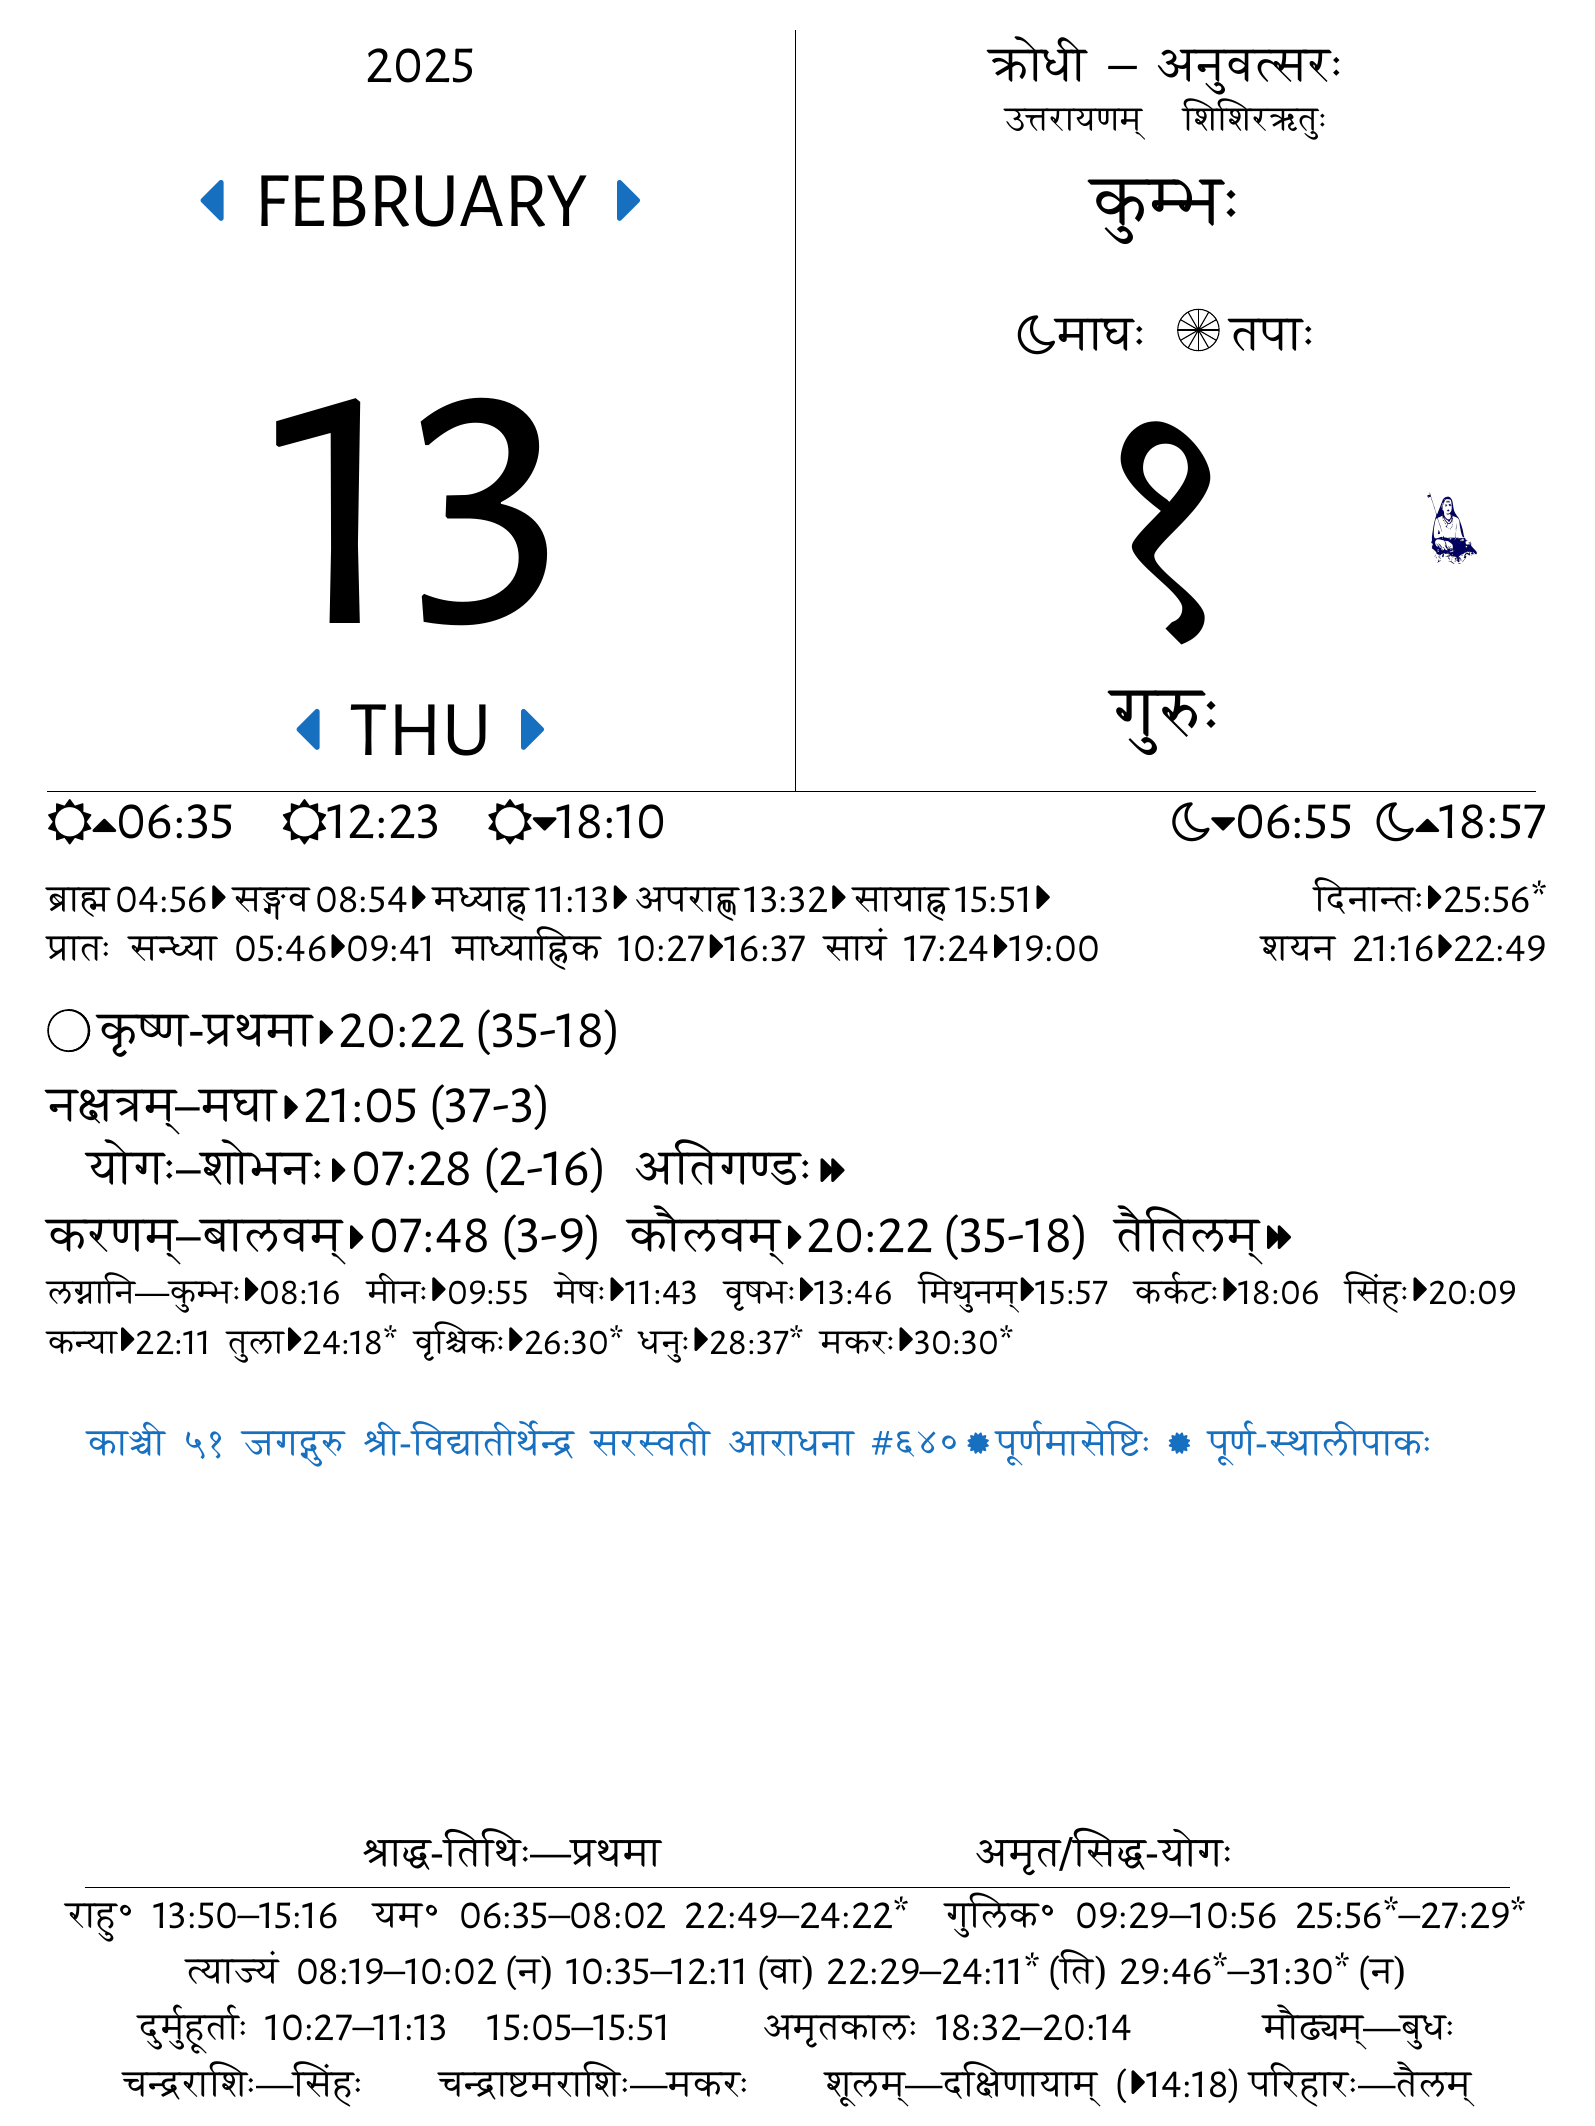 2025
FEBRUARY
13
THU
क्रोधी – अनुवत्सरः
उत्तरायणम् शिशिरऋतुः
कुम्भः
माघः तपाः
१
गुरुः
06:35 12:23 18:10 06:55 18:57
ब्राह्म 04:56 सङ्गव 08:54 मध्याह्न 11:13 अपराह्ण 13:32 सायाह्न 15:51 दिनान्तः 25:56*
प्रातः सन्ध्या 05:46 09:41 माध्याह्निक 10:27 16:37 सायं 17:24 19:00 शयन 21:16 22:49
कृष्ण-प्रथमा 20:22 (35-18)
नक्षत्रम्–मघा 21:05 (37-3)
योगः–शोभनः 07:28 (2-16) अतिगण्डः
करणम्–बालवम् 07:48 (3-9) कौलवम् 20:22 (35-18) तैतिलम्
लग्नानि—कुम्भः 08:16 मीनः 09:55 मेषः 11:43 वृषभः 13:46 मिथुनम् 15:57 कर्कटः 18:06 सिंहः 20:09
कन्या 22:11 तुला 24:18* वृश्चिकः 26:30* धनुः 28:37* मकरः 30:30*
काञ्ची ५१ जगद्गुरु श्री-विद्यातीर्थेन्द्र सरस्वती आराधना #६४० पूर्णमासेष्टिः पूर्ण-स्थालीपाकः
श्राद्ध-तिथिः—प्रथमा अमृत/सिद्ध-योगः
राहु° 13:50–15:16 यम° 06:35–08:02 22:49–24:22* गुलिक° 09:29–10:56 25:56*–27:29*
त्याज्यं 08:19–10:02 (न) 10:35–12:11 (वा) 22:29–24:11* (ति) 29:46*–31:30* (न)
दुर्मुहूर्ताः 10:27–11:13 15:05–15:51 अमृतकालः 18:32–20:14 मौढ्यम्—बुधः
चन्द्रराशिः—सिंहः चन्द्राष्टमराशिः—मकरः शूलम्—दक्षिणायाम् (14:18) परिहारः—तैलम्